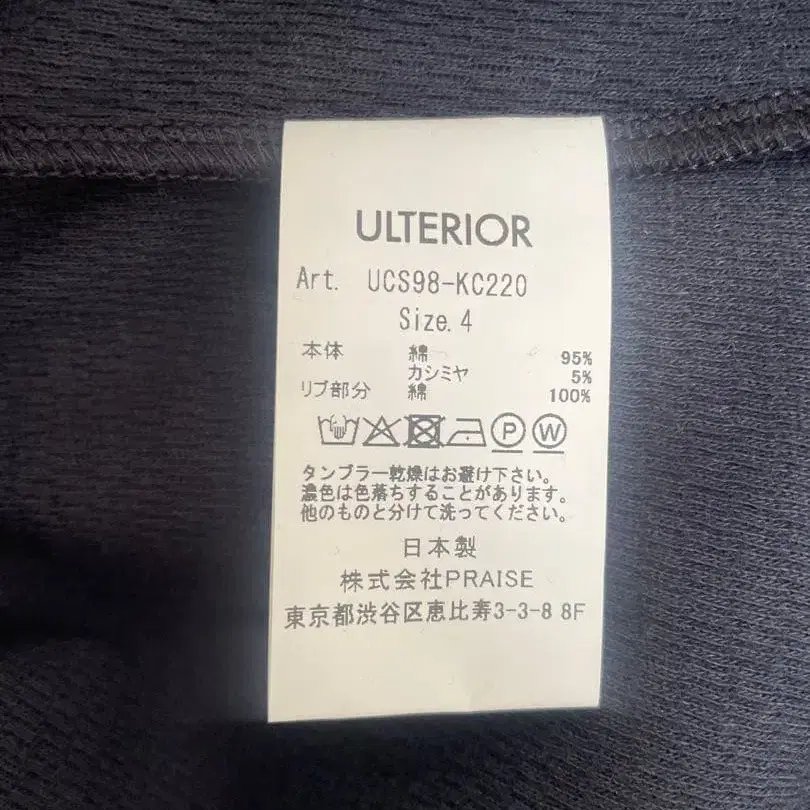 ULTERIOR
Art. UCS98-KC220
Size.4
本体 綿 95%
カシミヤ 5%
リブ部分 綿 100%
P W
タンブラー乾燥はお避け下さい。
濃色は色落ちすることがあります。
他のものと分けて洗ってください。
日本製
株式会社PRAISE
東京都渋谷区恵比寿3-3-8 8F